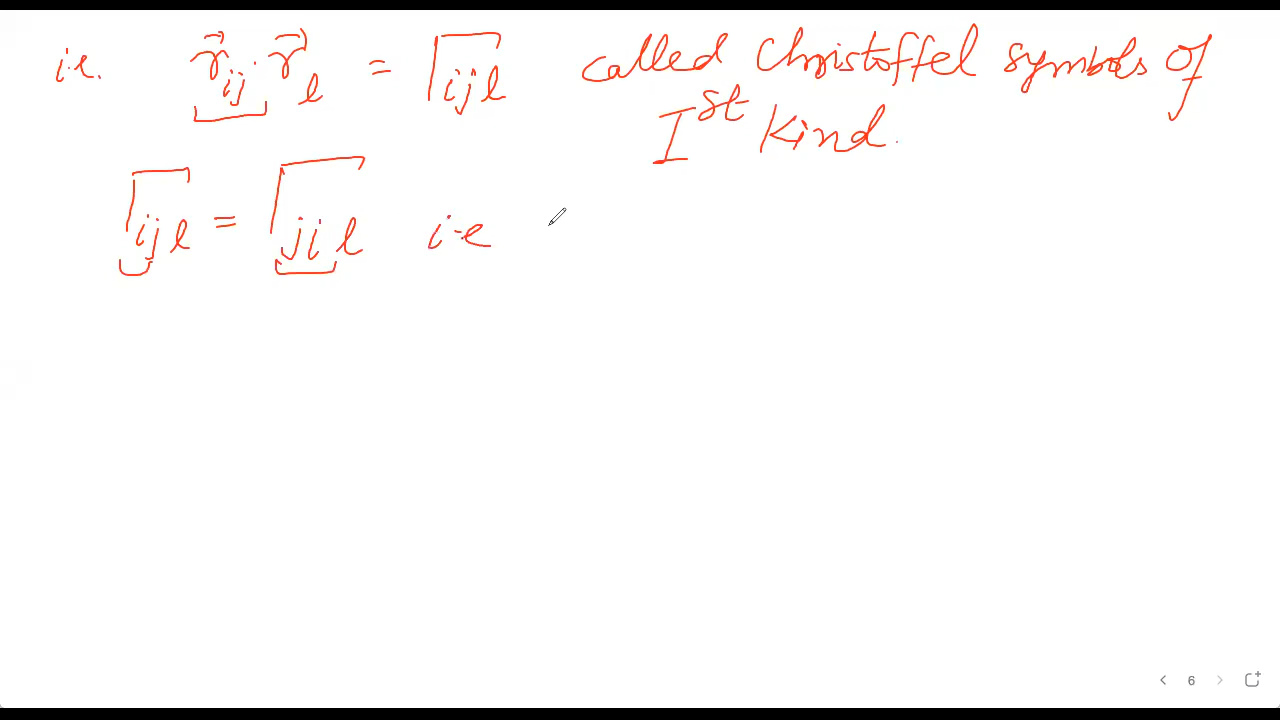 i.e. r⃗ij · r⃗l = Γijl called Christoffel symbols of
Ist Kind.
Γijl = Γjil i.e
6